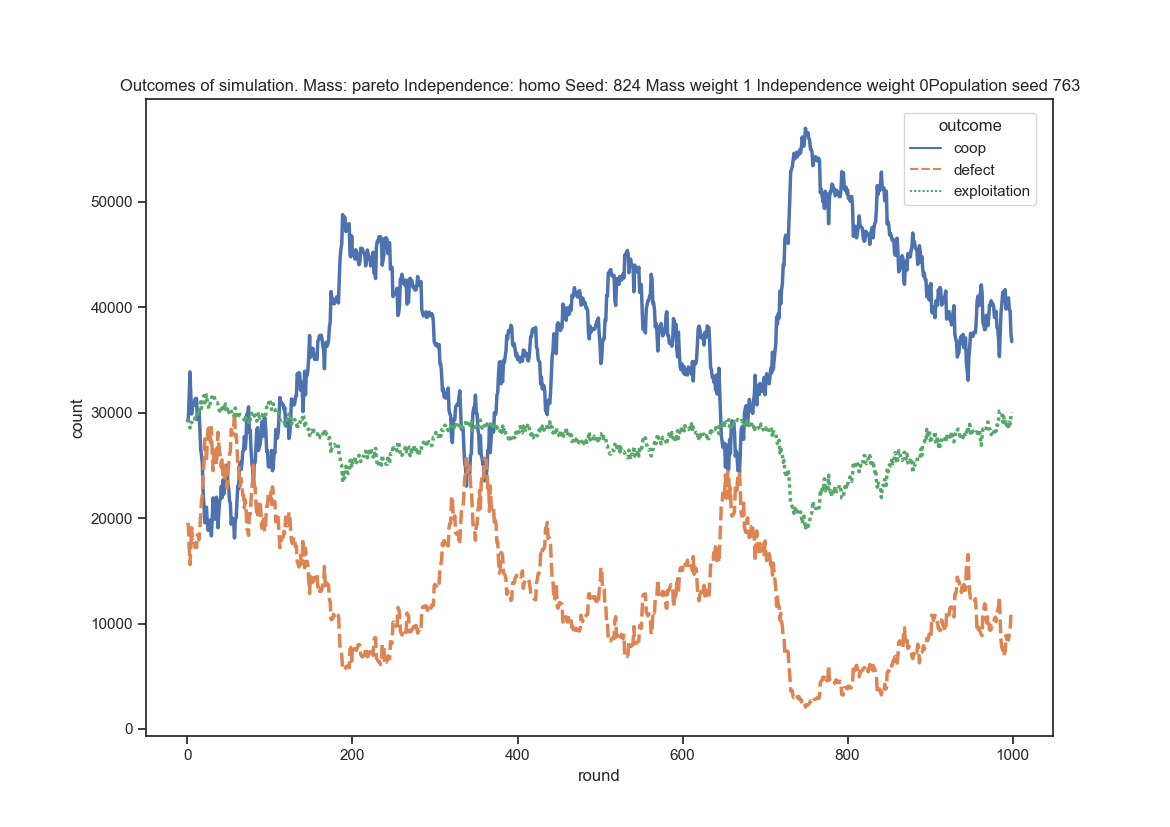 Outcomes of simulation. Mass: pareto Independence: homo Seed: 824 Mass weight 1 Independence weight 0Population seed 763
outcome
coop
defect
exploitation
50000
40000
30000
20000
10000
0
count
0 200 400 600 800 1000
round